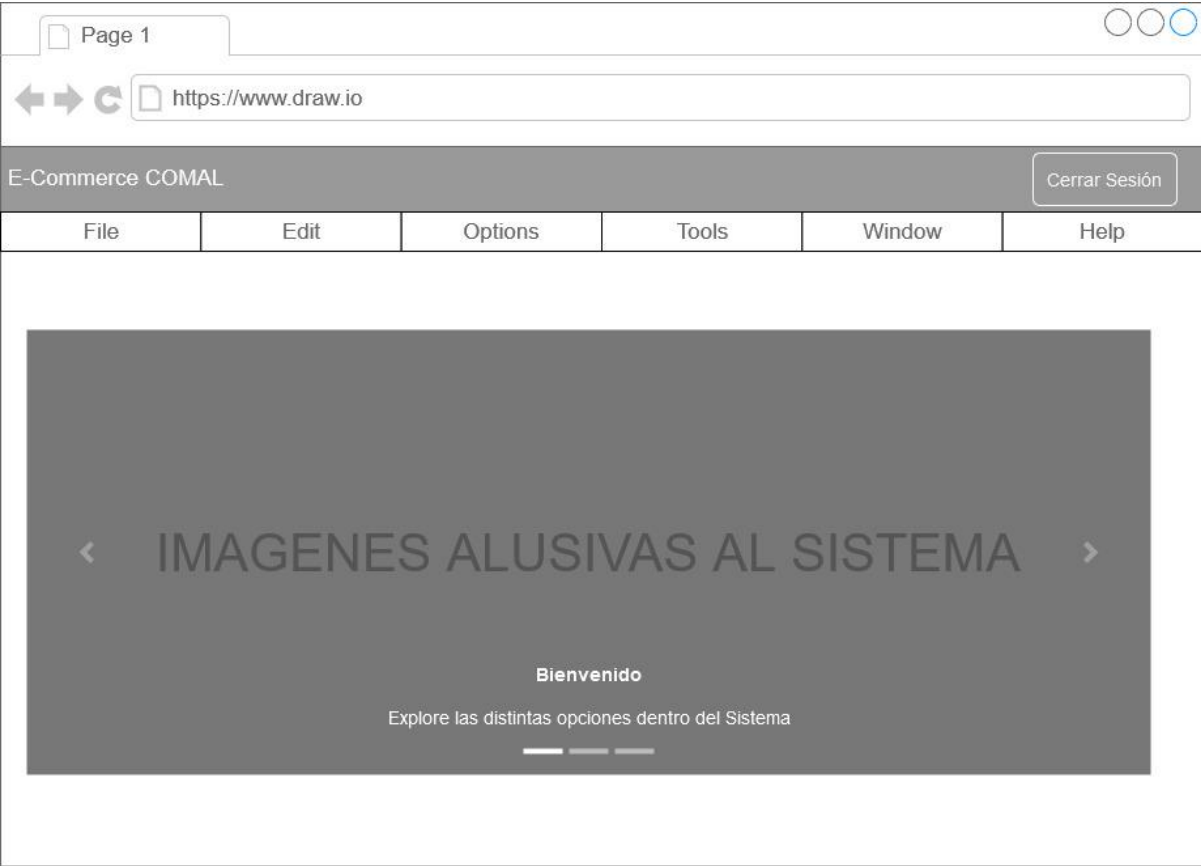 Page 1
https://www.draw.io
E-Commerce COMAL
Cerrar Sesión
File Edit Options Tools Window Help
IMAGENES ALUSIVAS AL SISTEMA
Bienvenido
Explore las distintas opciones dentro del Sistema